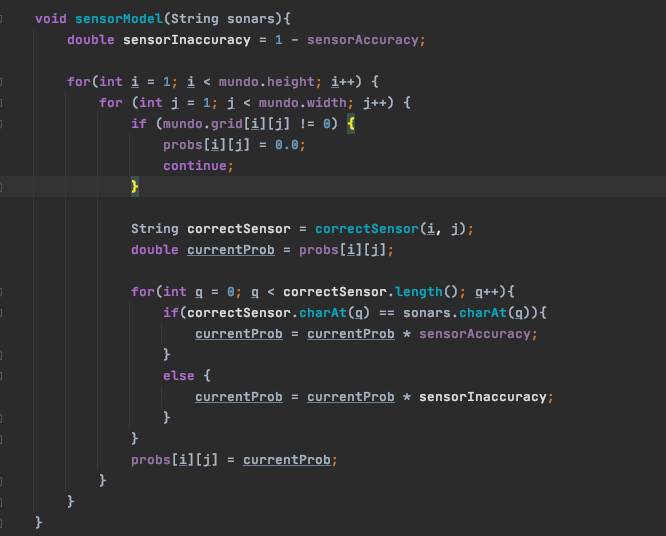 void sensorModel(String sonars){
double sensorInaccuracy = 1 - sensorAccuracy;
for(int i = 1; i < mundo.height; i++) {
for (int j = 1; j < mundo.width; j++) {
if (mundo.grid[i][j] != 0) {
probs[i][j] = 0.0;
continue;
}
String correctSensor = correctSensor(i, j);
double currentProb = probs[i][j];
for(int q = 0; q < correctSensor.length(); q++){
if(correctSensor.charAt(q) == sonars.charAt(q)){
currentProb = currentProb * sensorAccuracy;
}
else {
currentProb = currentProb * sensorInaccuracy;
}
}
probs[i][j] = currentProb;
}
}
}